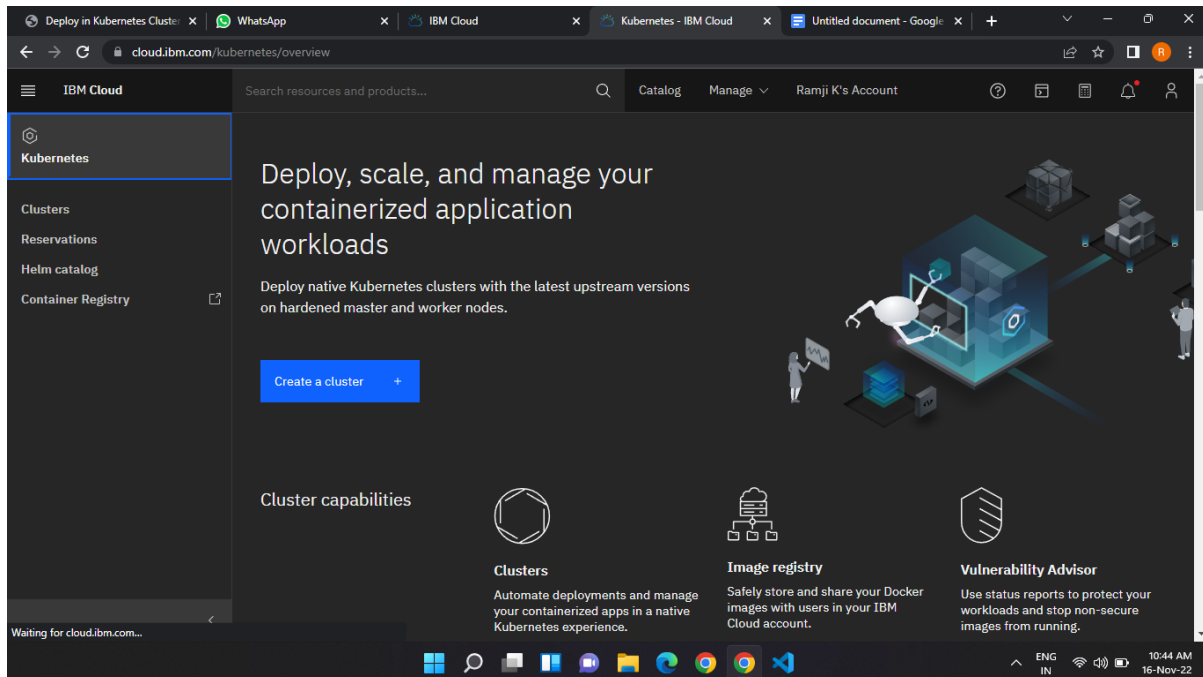 Deploy in Kubernetes Cluster
WhatsApp
IBM Cloud
Kubernetes - IBM Cloud
Untitled document - Google
cloud.ibm.com/kubernetes/overview
R
IBM Cloud
Search resources and products...
Catalog
Manage
Ramji K's Account
Kubernetes
Clusters
Reservations
Helm catalog
Container Registry
Deploy, scale, and manage your
containerized application
workloads
Deploy native Kubernetes clusters with the latest upstream versions
on hardened master and worker nodes.
Create a cluster +
Cluster capabilities
Clusters
Automate deployments and manage
your containerized apps in a native
Kubernetes experience.
Image registry
Safely store and share your Docker
images with users in your IBM
Cloud account.
Vulnerability Advisor
Use status reports to protect your
workloads and stop non-secure
images from running.
Waiting for cloud.ibm.com...
ENG
IN
10:44 AM
16-Nov-22